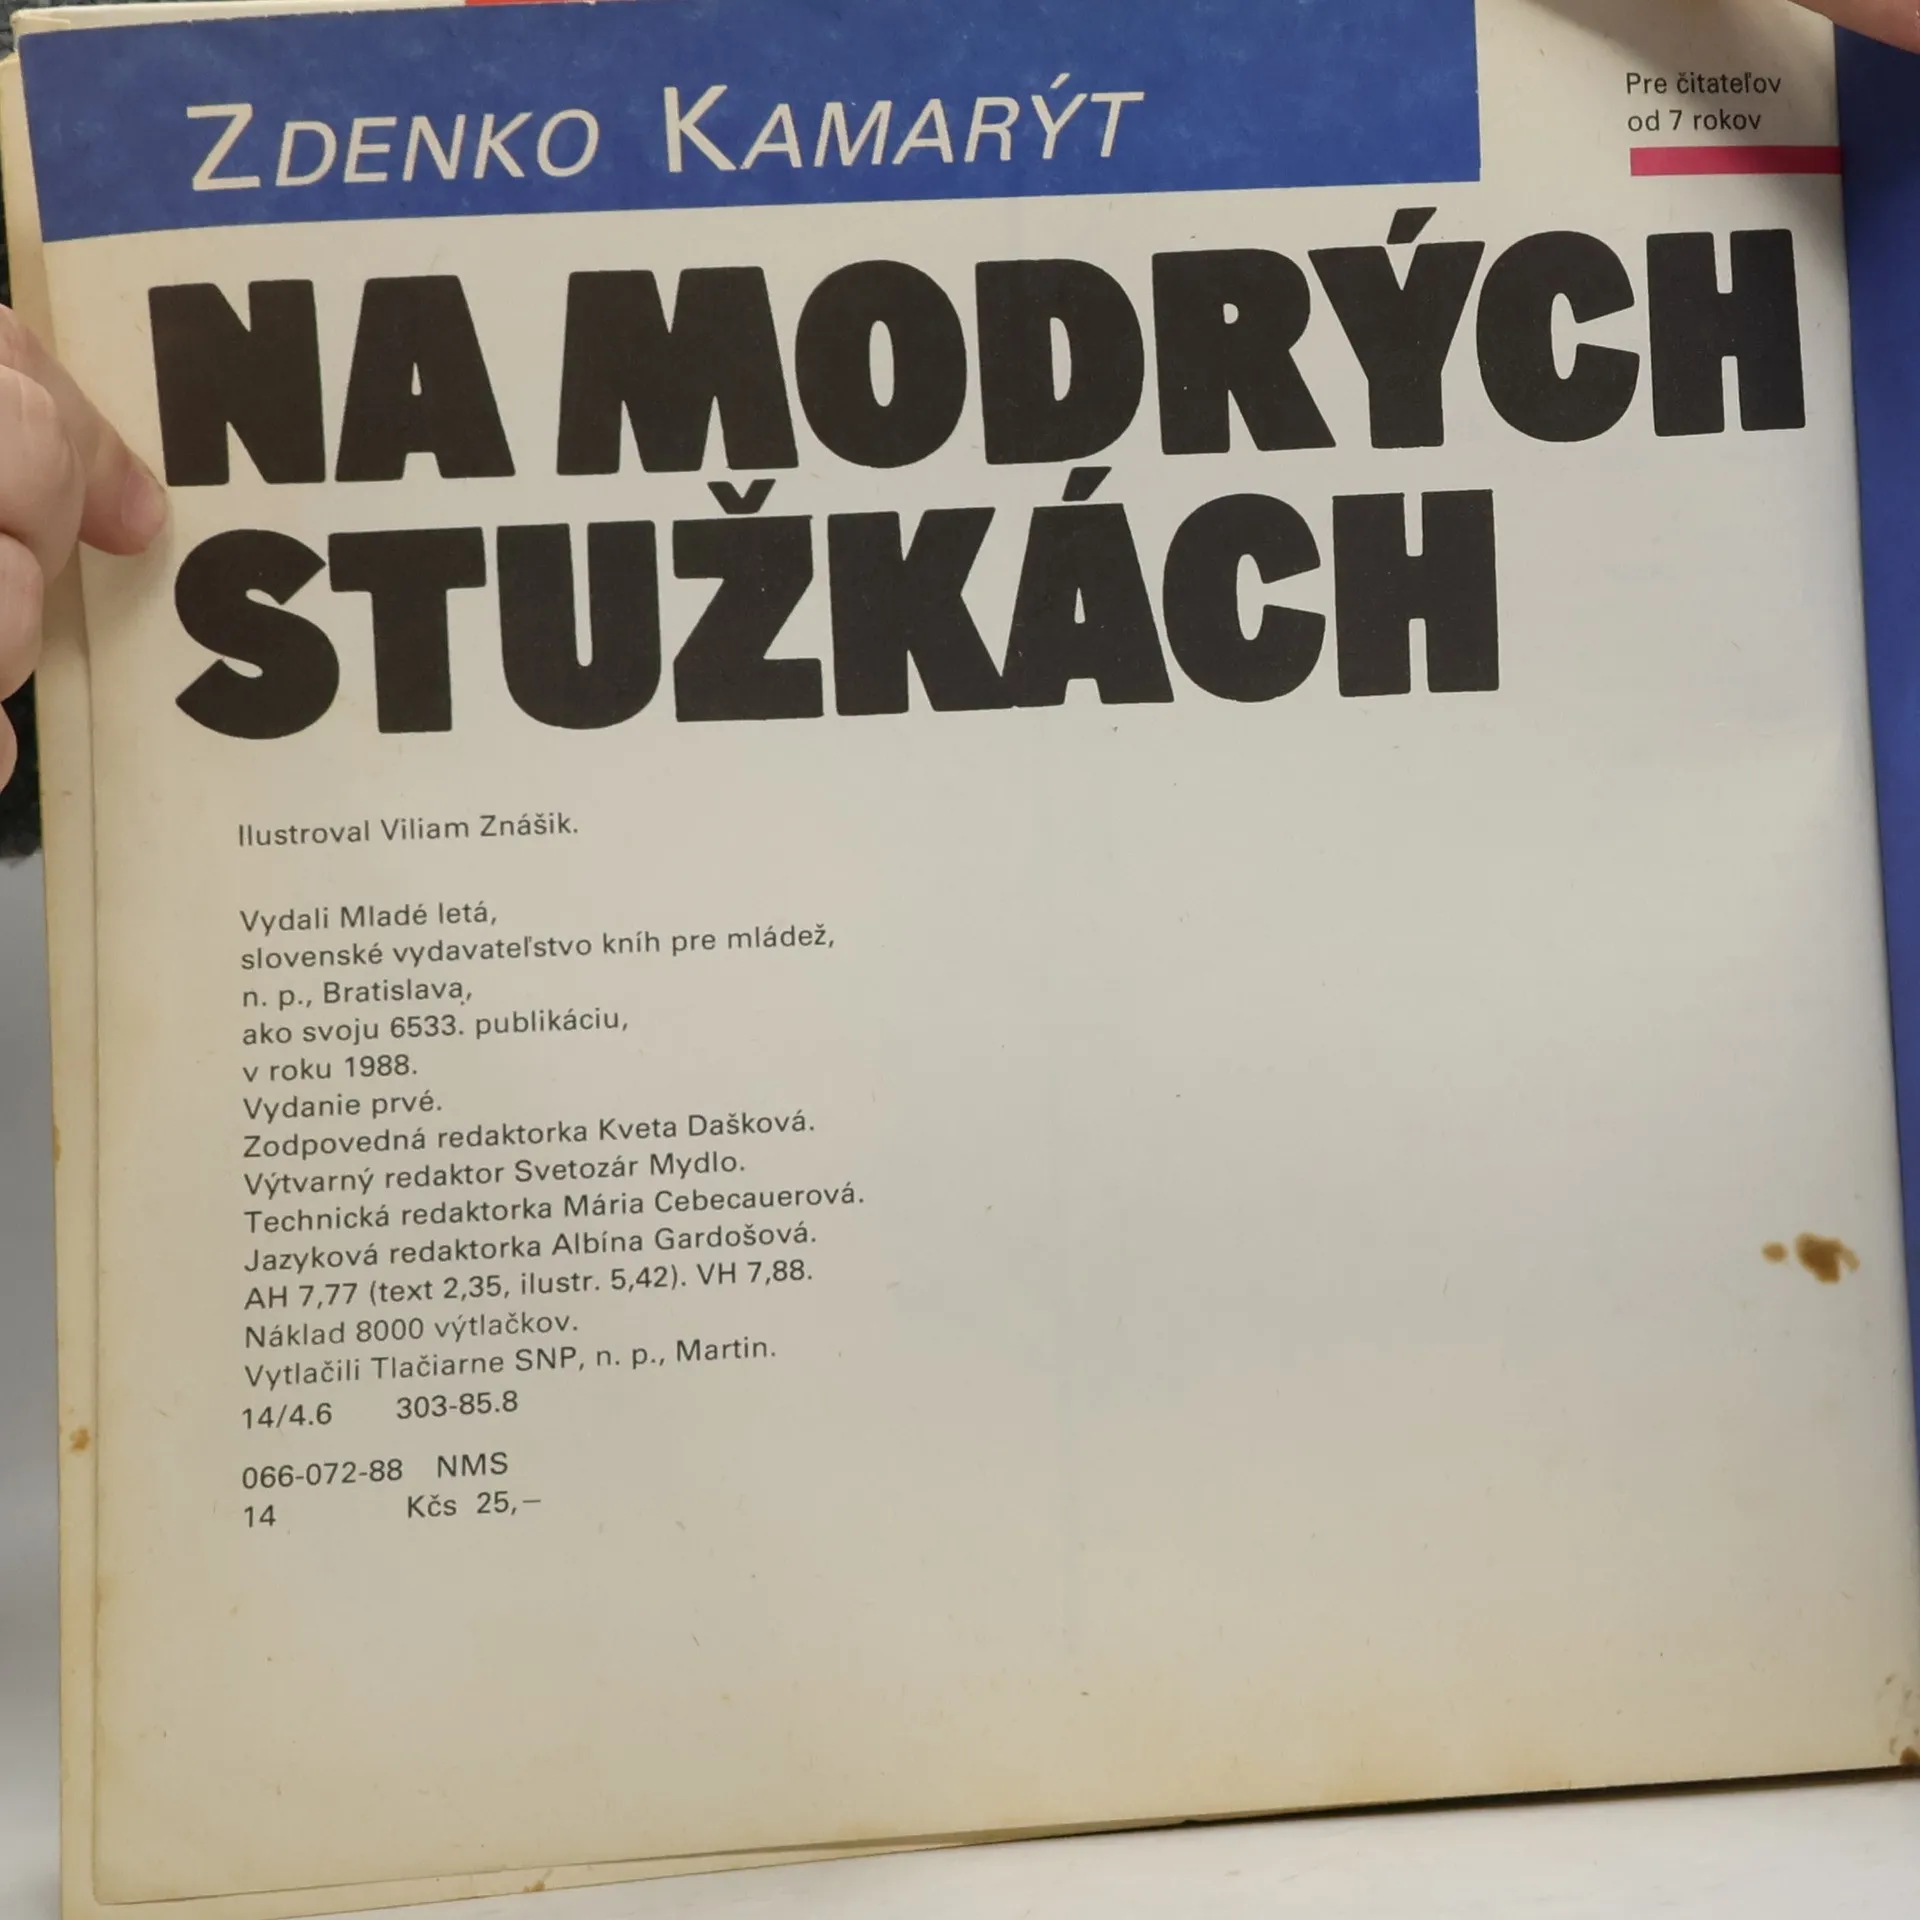 ZDENKO KAMARÝT
Pre čitateľov
od 7 rokov
NA MODRÝCH
STUŽKÁCH
Ilustroval Viliam Znášik.
Vydali Mladé letá,
slovenské vydavateľstvo kníh pre mládež,
n. p., Bratislava,
ako svoju 6533. publikáciu,
v roku 1988.
Vydanie prvé.
Zodpovedná redaktorka Kveta Dašková.
Výtvarný redaktor Svetozár Mydlo.
Technická redaktorka Mária Cebecauerová.
Jazyková redaktorka Albína Gardošová.
AH 7,77 (text 2,35, ilustr. 5,42). VH 7,88.
Náklad 8000 výtlačkov.
Vytlačili Tlačiarne SNP, n. p., Martin.
14/4.6 303-85.8
066-072-88 NMS
14 Kčs 25,—